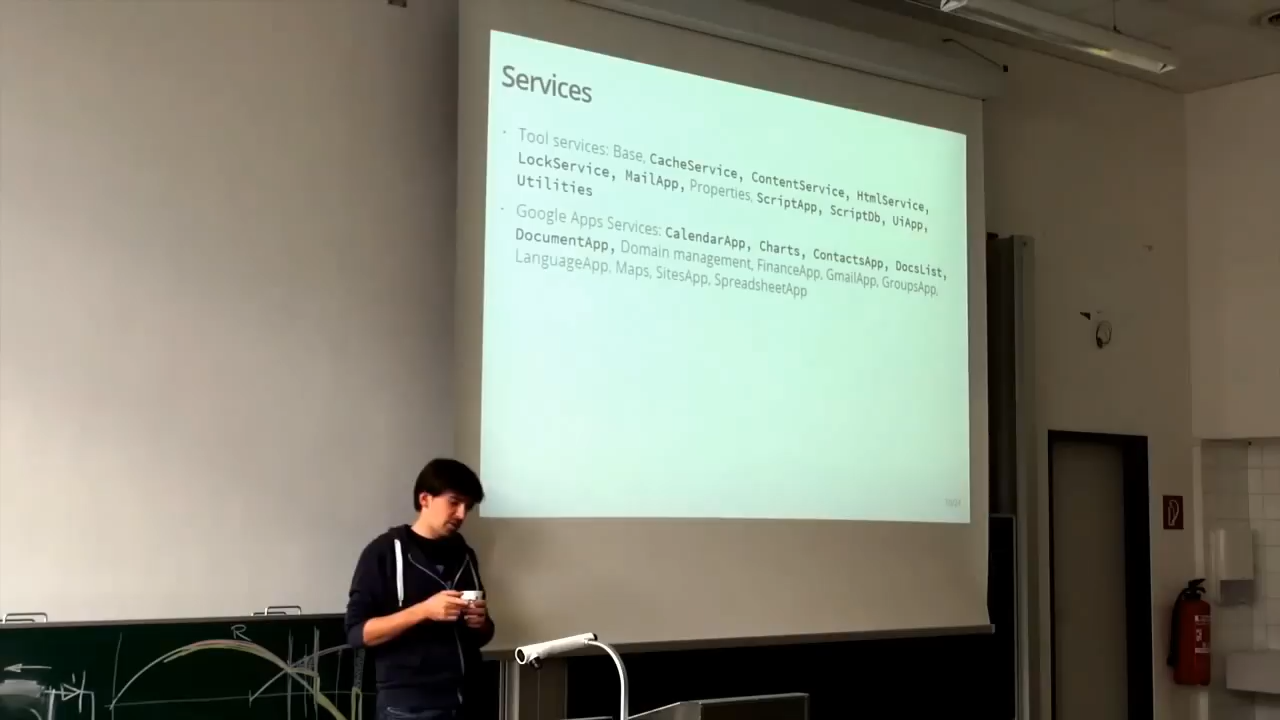 Services
· Tool services: Base, CacheService, ContentService, HtmlService,
LockService, MailApp, Properties, ScriptApp, ScriptDb, UiApp,
Utilities
· Google Apps Services: CalendarApp, Charts, ContactsApp, DocsList,
DocumentApp, Domain management, FinanceApp, GmailApp, GroupsApp,
LanguageApp, Maps, SitesApp, SpreadsheetApp
R